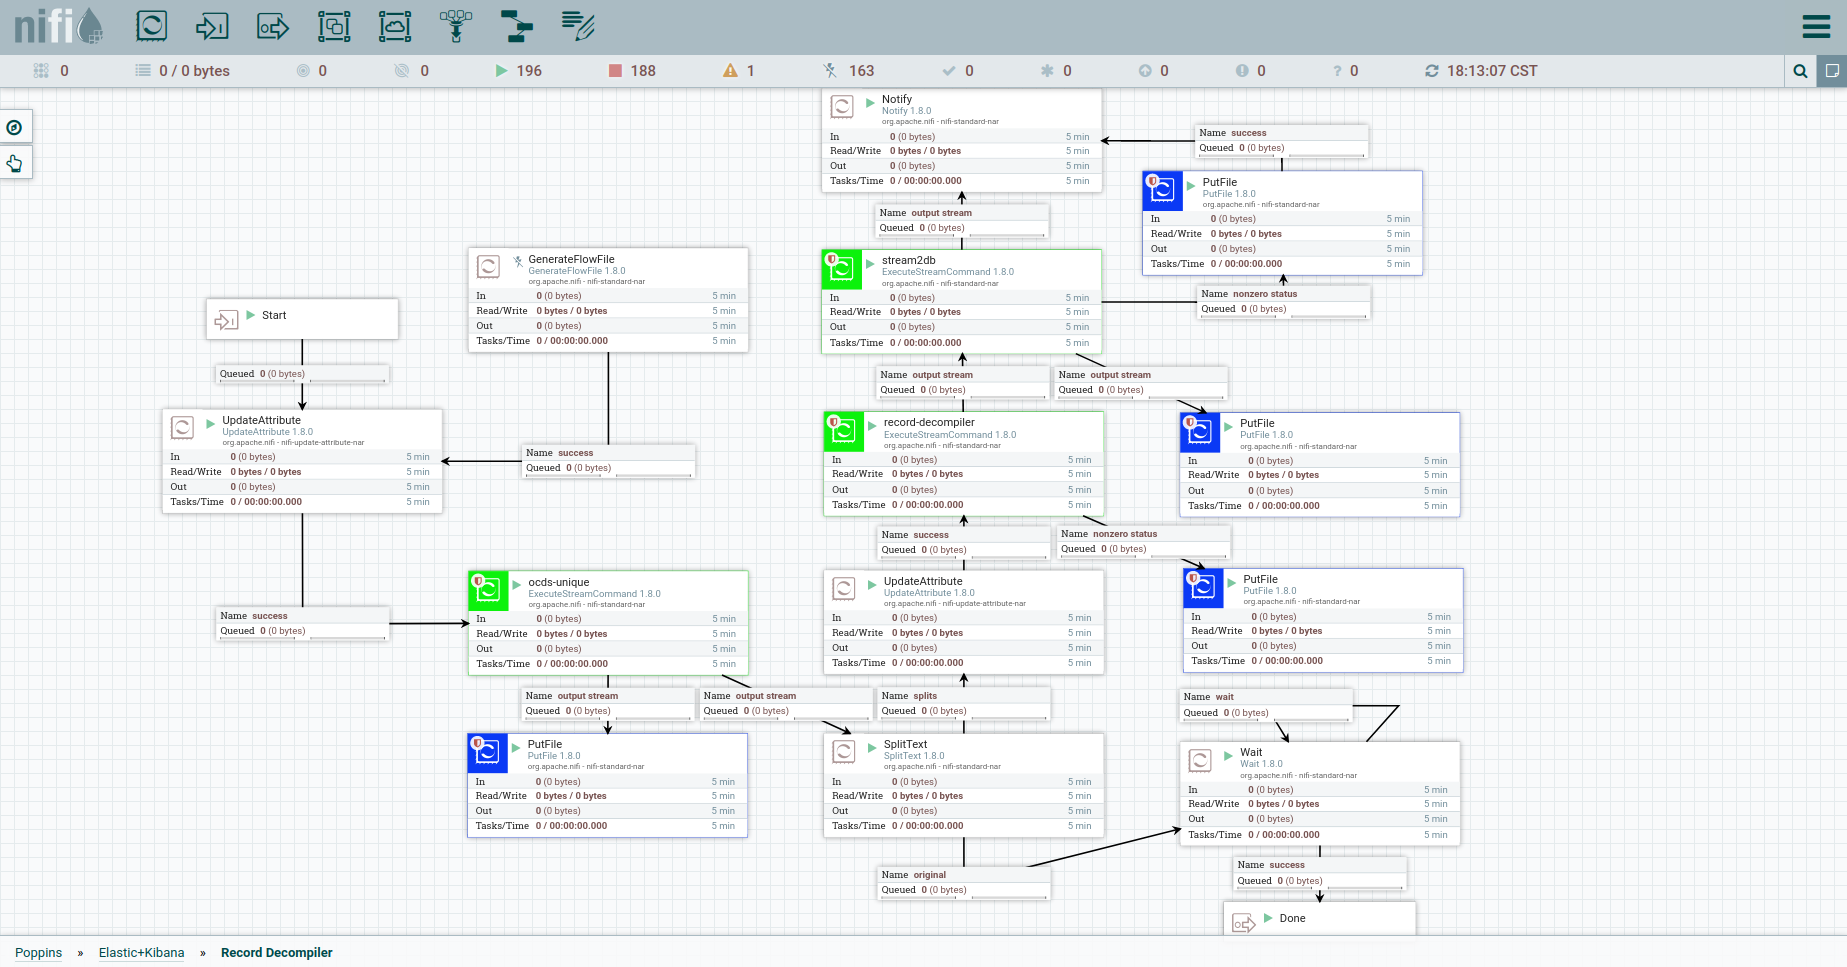 nifi
0
0 / 0 bytes
0
0
196
188
1
163
0
0
0
0
? 0
18:13:07 CST
Notify
Notify 1.8.0
org.apache.nifi - nifi-standard-nar
In 0 (0 bytes) 5 min
Read/Write 0 bytes / 0 bytes 5 min
Out 0 (0 bytes) 5 min
Tasks/Time 0 / 00:00:00.000 5 min
Name success
Queued 0 (0 bytes)
PutFile
PutFile 1.8.0
org.apache.nifi - nifi-standard-nar
In 0 (0 bytes) 5 min
Read/Write 0 bytes / 0 bytes 5 min
Out 0 (0 bytes) 5 min
Tasks/Time 0 / 00:00:00.000 5 min
Name output stream
Queued 0 (0 bytes)
GenerateFlowFile
GenerateFlowFile 1.8.0
org.apache.nifi - nifi-standard-nar
In 0 (0 bytes) 5 min
Read/Write 0 bytes / 0 bytes 5 min
Out 0 (0 bytes) 5 min
Tasks/Time 0 / 00:00:00.000 5 min
stream2db
ExecuteStreamCommand 1.8.0
org.apache.nifi - nifi-standard-nar
In 0 (0 bytes) 5 min
Read/Write 0 bytes / 0 bytes 5 min
Out 0 (0 bytes) 5 min
Tasks/Time 0 / 00:00:00.000 5 min
Name nonzero status
Queued 0 (0 bytes)
Start
Queued 0 (0 bytes)
Name output stream
Queued 0 (0 bytes)
Name output stream
Queued 0 (0 bytes)
UpdateAttribute
UpdateAttribute 1.8.0
org.apache.nifi - nifi-update-attribute-nar
In 0 (0 bytes) 5 min
Read/Write 0 bytes / 0 bytes 5 min
Out 0 (0 bytes) 5 min
Tasks/Time 0 / 00:00:00.000 5 min
Name success
Queued 0 (0 bytes)
record-decompiler
ExecuteStreamCommand 1.8.0
org.apache.nifi - nifi-standard-nar
In 0 (0 bytes) 5 min
Read/Write 0 bytes / 0 bytes 5 min
Out 0 (0 bytes) 5 min
Tasks/Time 0 / 00:00:00.000 5 min
PutFile
PutFile 1.8.0
org.apache.nifi - nifi-standard-nar
In 0 (0 bytes) 5 min
Read/Write 0 bytes / 0 bytes 5 min
Out 0 (0 bytes) 5 min
Tasks/Time 0 / 00:00:00.000 5 min
Name success
Queued 0 (0 bytes)
Name nonzero status
Queued 0 (0 bytes)
Name success
Queued 0 (0 bytes)
ocds-unique
ExecuteStreamCommand 1.8.0
org.apache.nifi - nifi-standard-nar
In 0 (0 bytes) 5 min
Read/Write 0 bytes / 0 bytes 5 min
Out 0 (0 bytes) 5 min
Tasks/Time 0 / 00:00:00.000 5 min
UpdateAttribute
UpdateAttribute 1.8.0
org.apache.nifi - nifi-update-attribute-nar
In 0 (0 bytes) 5 min
Read/Write 0 bytes / 0 bytes 5 min
Out 0 (0 bytes) 5 min
Tasks/Time 0 / 00:00:00.000 5 min
PutFile
PutFile 1.8.0
org.apache.nifi - nifi-standard-nar
In 0 (0 bytes) 5 min
Read/Write 0 bytes / 0 bytes 5 min
Out 0 (0 bytes) 5 min
Tasks/Time 0 / 00:00:00.000 5 min
Name output stream
Queued 0 (0 bytes)
Name output stream
Queued 0 (0 bytes)
Name splits
Queued 0 (0 bytes)
Name wait
Queued 0 (0 bytes)
PutFile
PutFile 1.8.0
org.apache.nifi - nifi-standard-nar
In 0 (0 bytes) 5 min
Read/Write 0 bytes / 0 bytes 5 min
Out 0 (0 bytes) 5 min
Tasks/Time 0 / 00:00:00.000 5 min
SplitText
SplitText 1.8.0
org.apache.nifi - nifi-standard-nar
In 0 (0 bytes) 5 min
Read/Write 0 bytes / 0 bytes 5 min
Out 0 (0 bytes) 5 min
Tasks/Time 0 / 00:00:00.000 5 min
Wait
Wait 1.8.0
org.apache.nifi - nifi-standard-nar
In 0 (0 bytes) 5 min
Read/Write 0 bytes / 0 bytes 5 min
Out 0 (0 bytes) 5 min
Tasks/Time 0 / 00:00:00.000 5 min
Name original
Queued 0 (0 bytes)
Name success
Queued 0 (0 bytes)
Done
Poppins » Elastic+Kibana » Record Decompiler